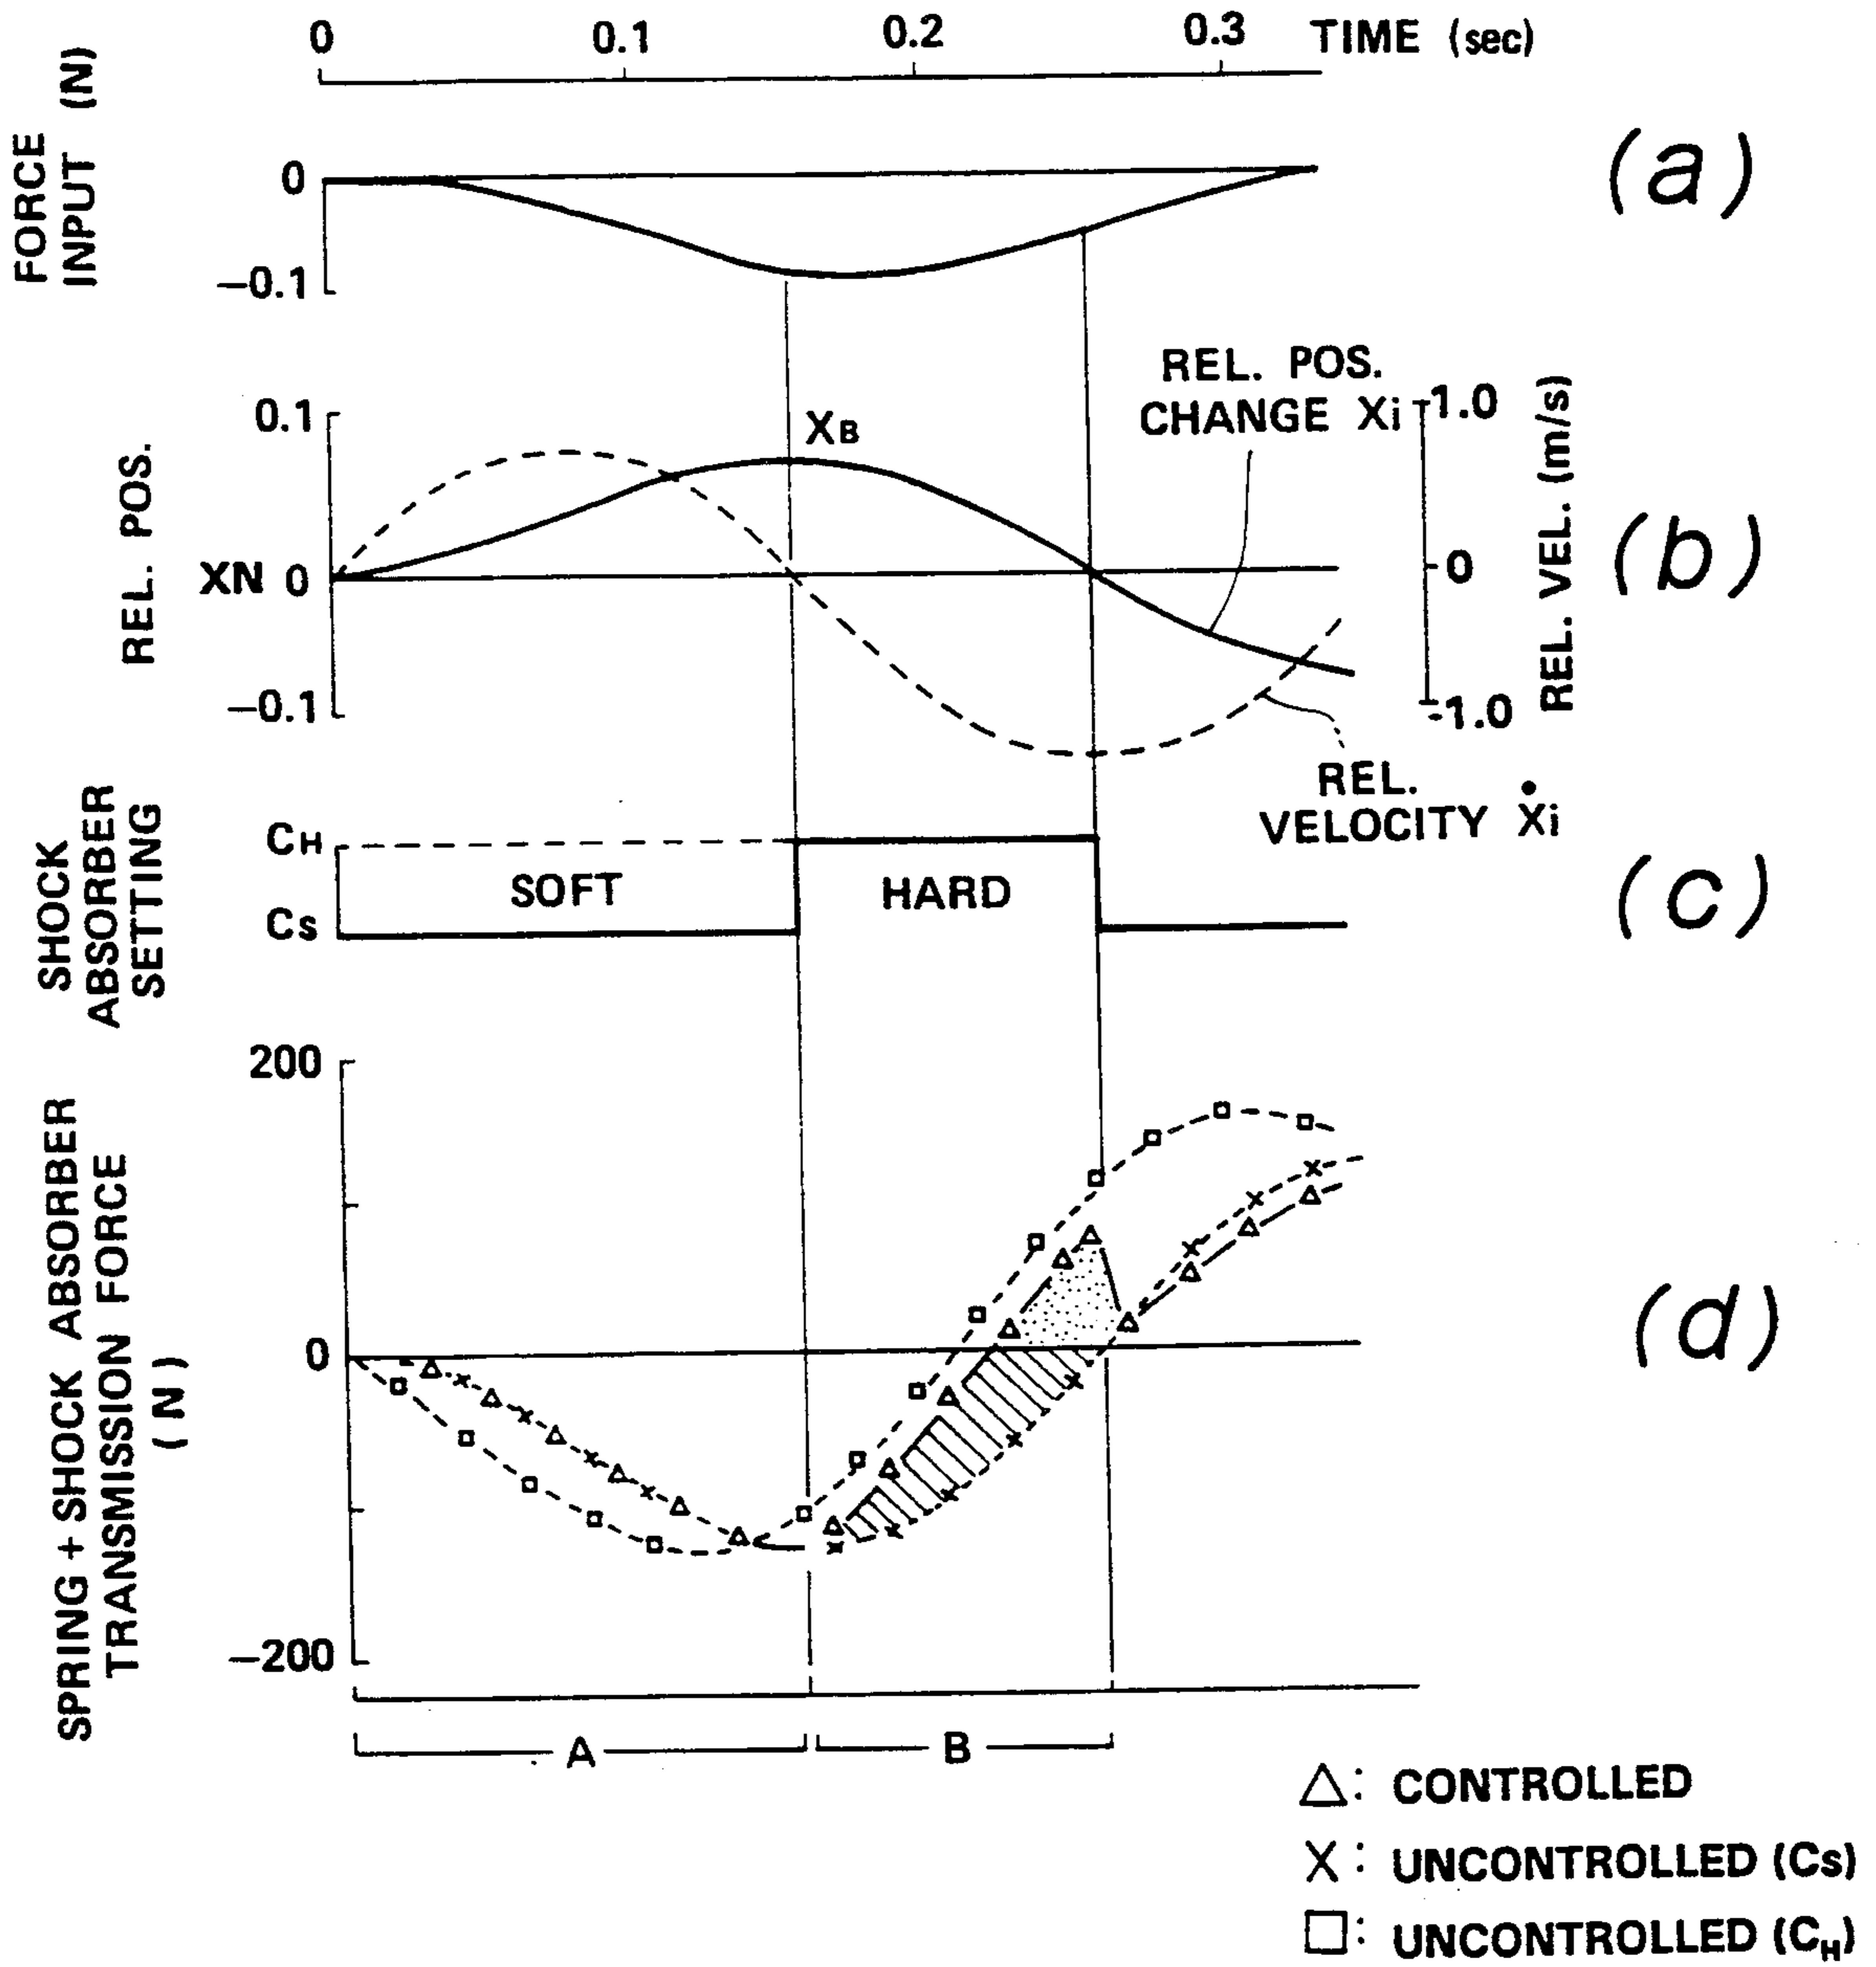 0 0.1 0.2 0.3 TIME (sec)
FORCE
INPUT (N)
0
−0.1
(a)
REL. POS.
CHANGE Xi
REL. POS.
0.1
XN 0
−0.1
XB
1.0
0
-1.0
REL. VEL. (m/s)
(b)
REL.
VELOCITY Ẋi
SHOCK
ABSORBER
SETTING
CH
Cs
SOFT
HARD
(c)
SPRING + SHOCK ABSORBER
TRANSMISSION FORCE
(N)
200
0
−200
(d)
A
B
△: CONTROLLED
X: UNCONTROLLED (Cs)
□: UNCONTROLLED (CH)